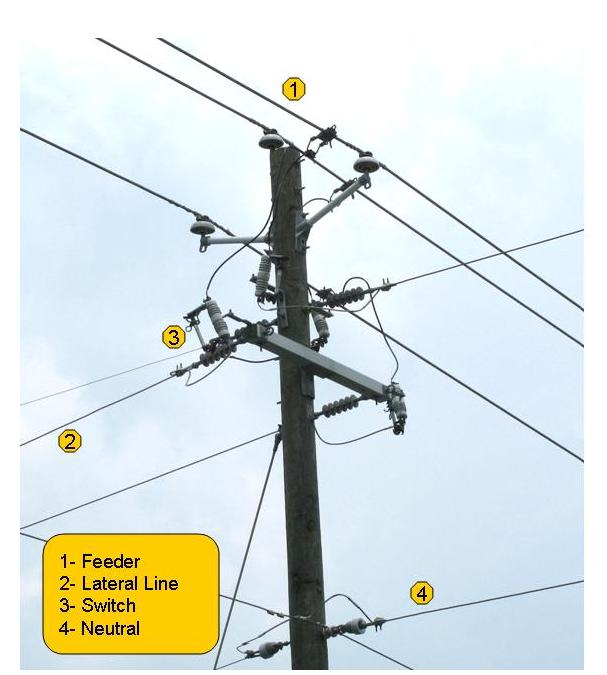 1
3
2
4
1- Feeder
2- Lateral Line
3- Switch
4- Neutral